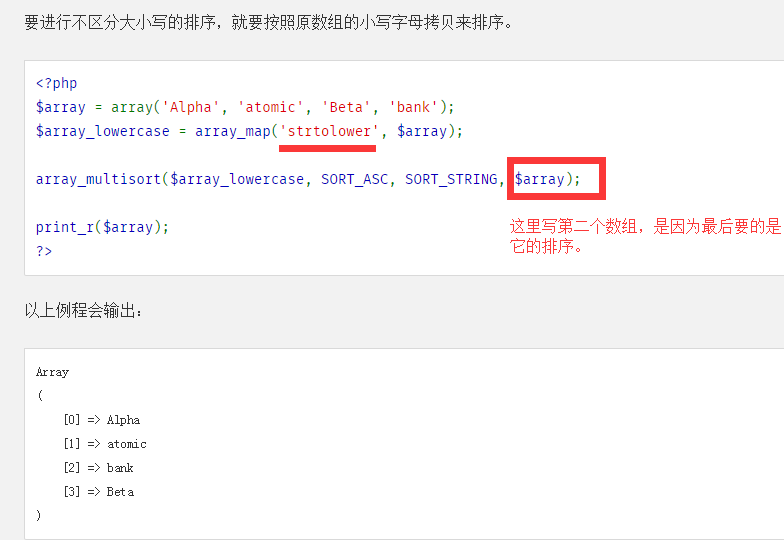 要进行不区分大小写的排序，就要按照原数组的小写字母拷贝来排序。
<?php
$array = array('Alpha', 'atomic', 'Beta', 'bank');
$array_lowercase = array_map('strtolower', $array);
array_multisort($array_lowercase, SORT_ASC, SORT_STRING, $array);
print_r($array);
?>
这里写第二个数组，是因为最后要的是
它的排序。
以上例程会输出：
Array
(
[0] => Alpha
[1] => atomic
[2] => bank
[3] => Beta
)